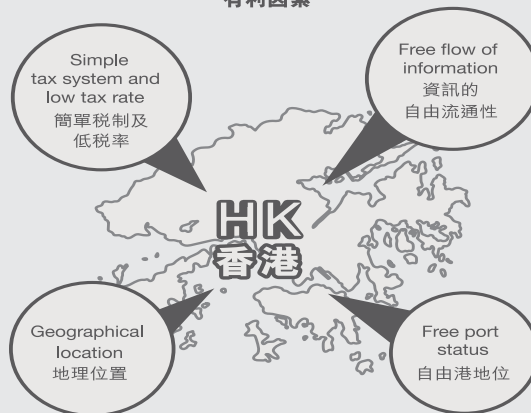 有利因素
Simple
tax system and
low tax rate
簡單税制及
低税率
Free flow of
information
資訊的
自由流通性
HK
香港
Geographical
location
地理位置
Free port
status
自由港地位